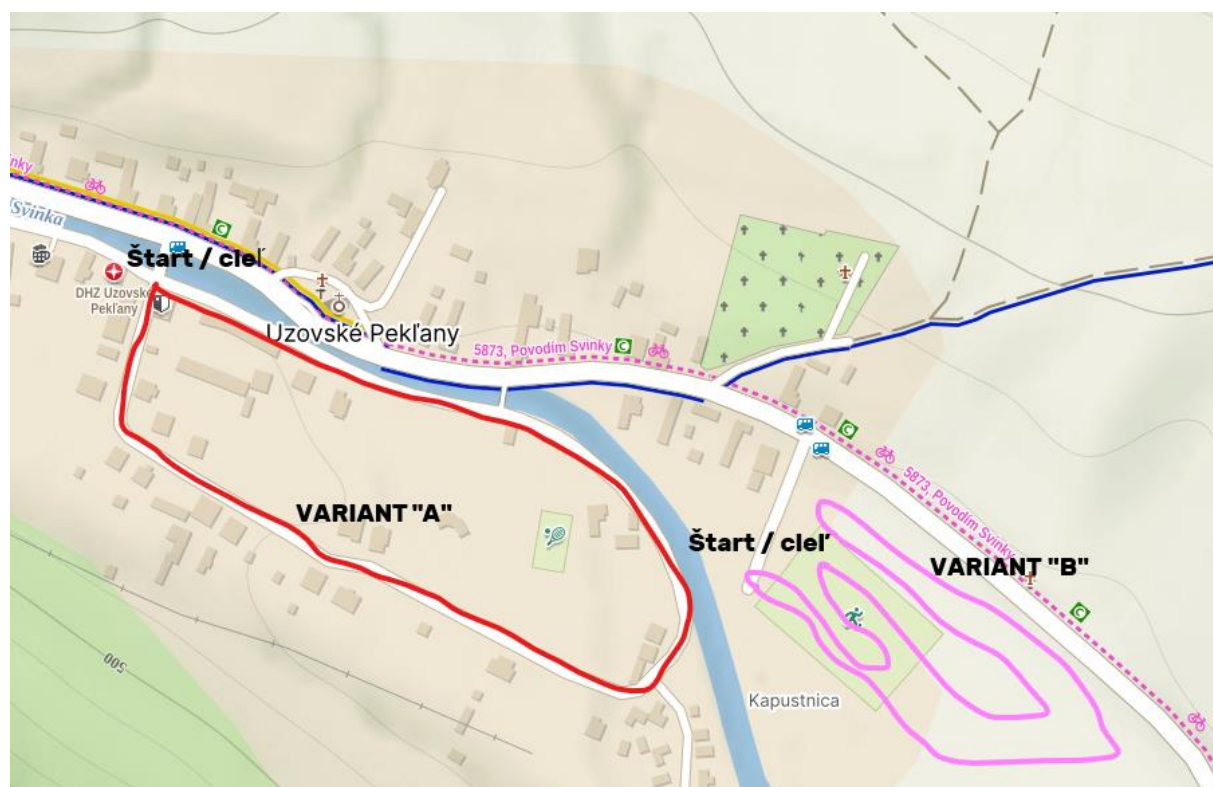 inky
Svinka
Štart / cieľ
DHZ Uzovské
Pekľany
Uzovské Pekľany
5873, Povodím Svinky
C
C
C
C
5873, Povodím Svinky
VARIANT "A"
Štart / cieľ
VARIANT "B"
Kapustnica
500